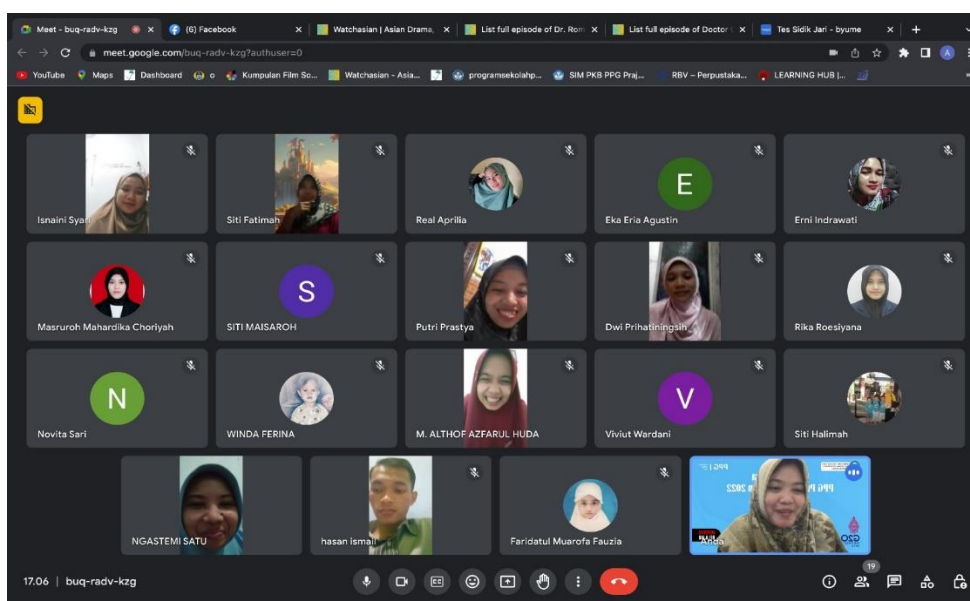 Meet - buq-radv-kzg
(6) Facebook
Watchasian | Asian Drama,
List full episode of Dr. Rom
List full episode of Doctor
Tes Sidik Jari - byume
meet.google.com/buq-radv-kzg?authuser=0
YouTube
Maps
Dashboard
o
Kumpulan Film So...
Watchasian - Asia...
programsekolahp...
SIM PKB PPG Praj...
RBV – Perpustaka...
LEARNING HUB |...
Isnaini Syari
Siti Fatimah
Real Aprilia
E
Eka Eria Agustin
Erni Indrawati
Masruroh Mahardika Choriyah
S
SITI MAISAROH
Putri Prastya
Dwi Prihatiningsih
Rika Roesiyana
N
Novita Sari
WINDA FERINA
M. ALTHOF AZFARUL HUDA
V
Viviut Wardani
Siti Halimah
NGASTEMI SATU
hasan ismail
Faridatul Muarofa Fauzia
PPG
PPG
2022
G20
Anda
17.06 | buq-radv-kzg
19